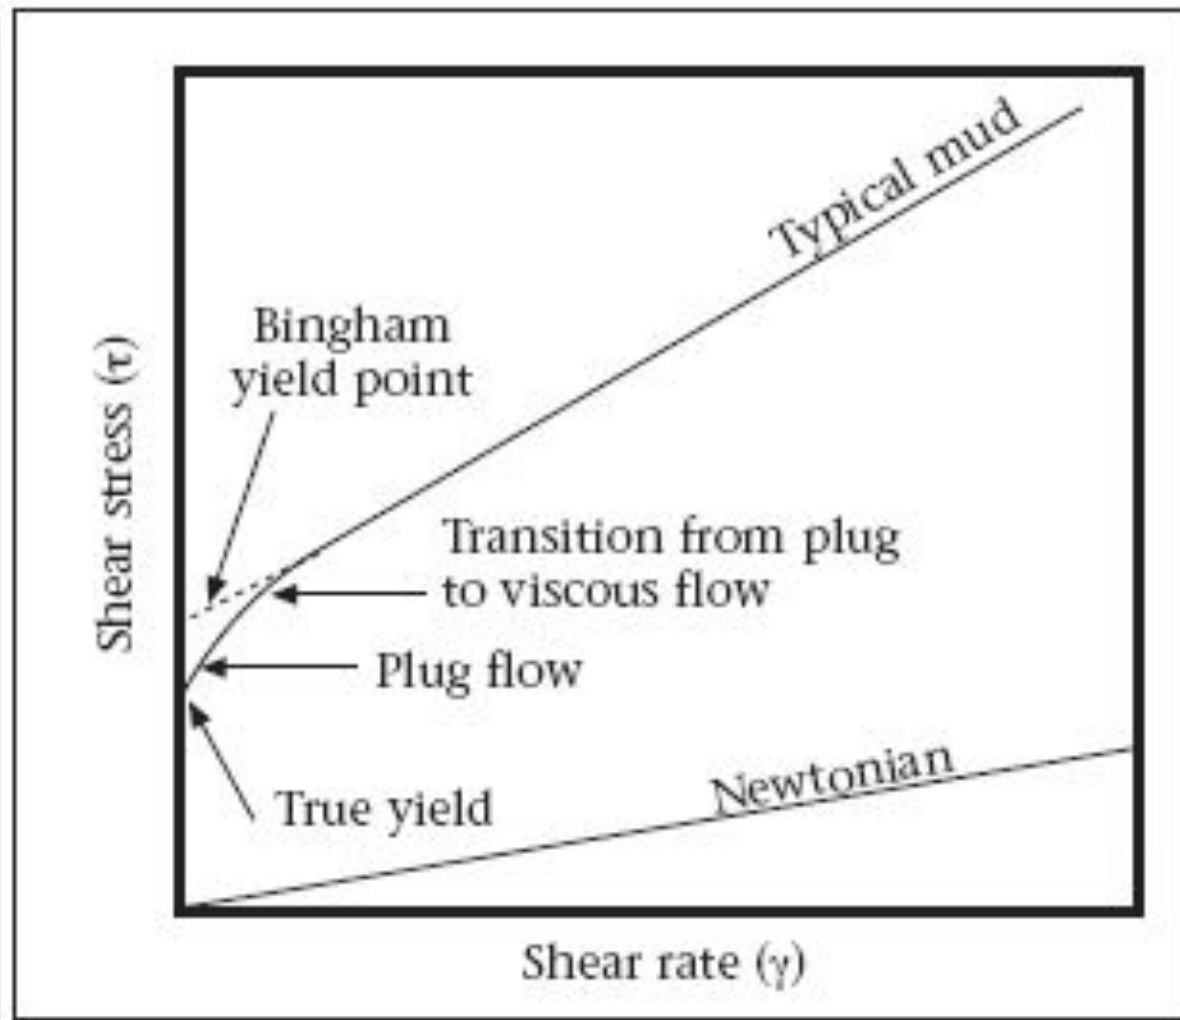 Typical mud
Bingham
yield point
Shear stress (τ)
Transition from plug
to viscous flow
Plug flow
Newtonian
True yield
Shear rate (γ)